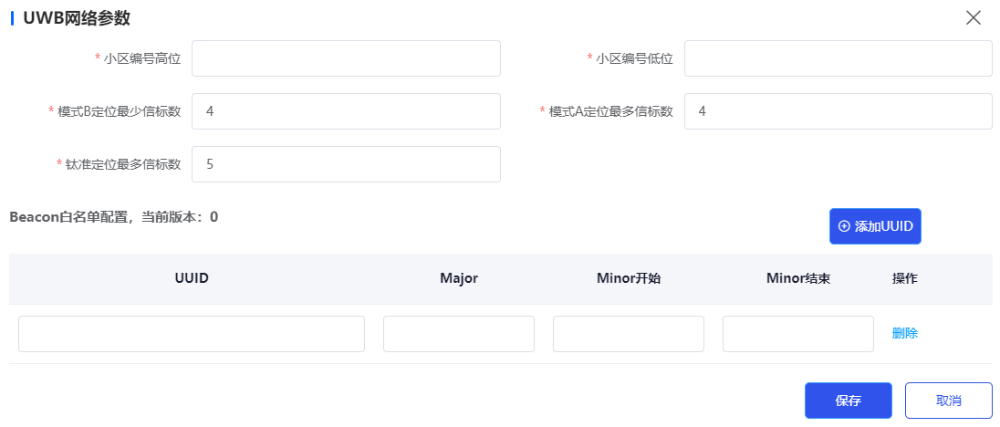 UWB网络参数
* 小区编号高位
* 小区编号低位
* 模式B定位最少信标数 4
* 模式A定位最多信标数 4
* 钛准定位最多信标数 5
Beacon白名单配置，当前版本：0
添加UUID
UUID Major Minor开始 Minor结束 操作
删除
保存 取消